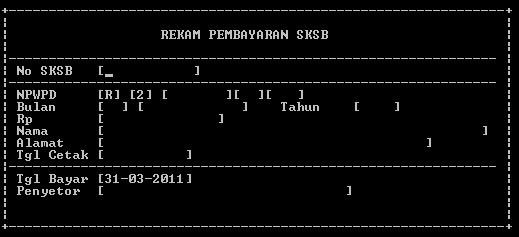 REKAM PEMBAYARAN SKSB
No SKSB [_ ]
NPWPD [R] [2] [ ][ ][ ]
Bulan [ ] [ ] Tahun [ ]
Rp [ ]
Nama [ ]
Alamat [ ]
Tgl Cetak [ ]
Tgl Bayar [31-03-2011]
Penyetor [ ]